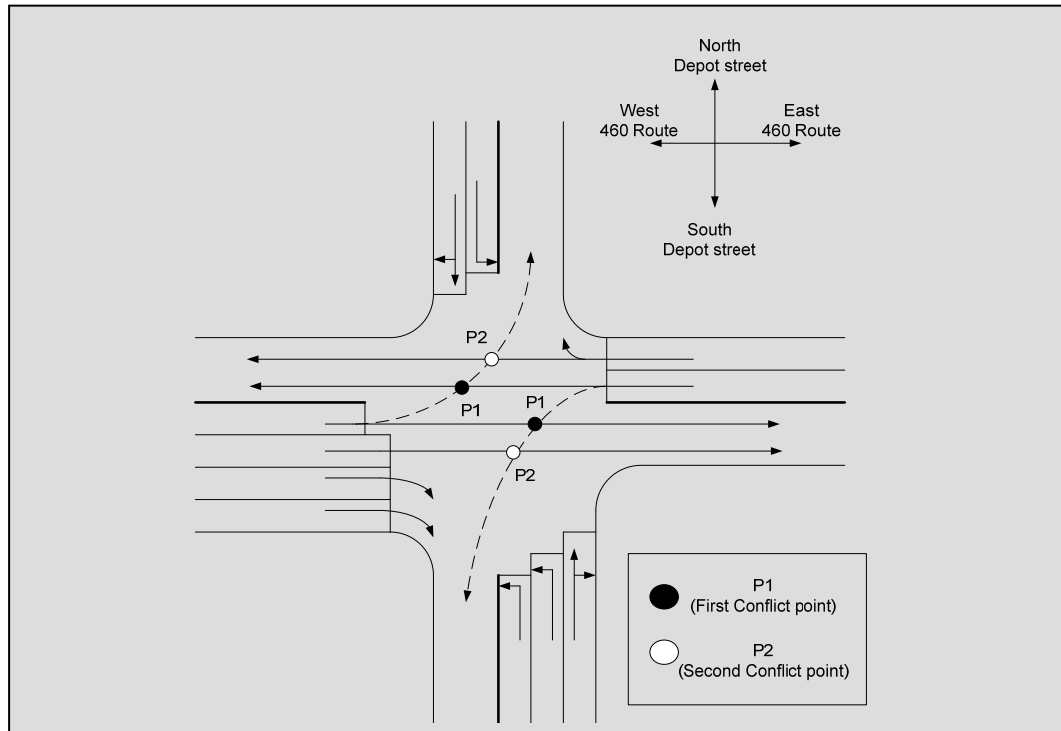 North
Depot street
West
460 Route
East
460 Route
South
Depot street
P2
P1
P1
P2
P1
(First Conflict point)
P2
(Second Conflict point)